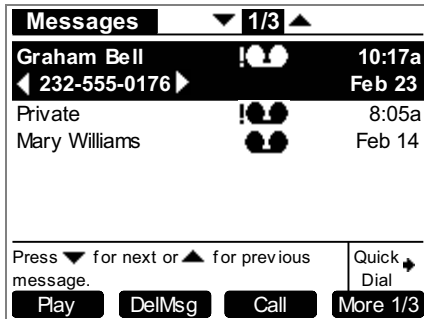 Messages ▼ 1/3 ▲
Graham Bell ! 10:17a
◀ 232-555-0176 ▶ Feb 23
Private ! 8:05a
Mary Williams Feb 14
Press ▼ for next or ▲ for previous
message.
Quick
Dial
Play DelMsg Call More 1/3